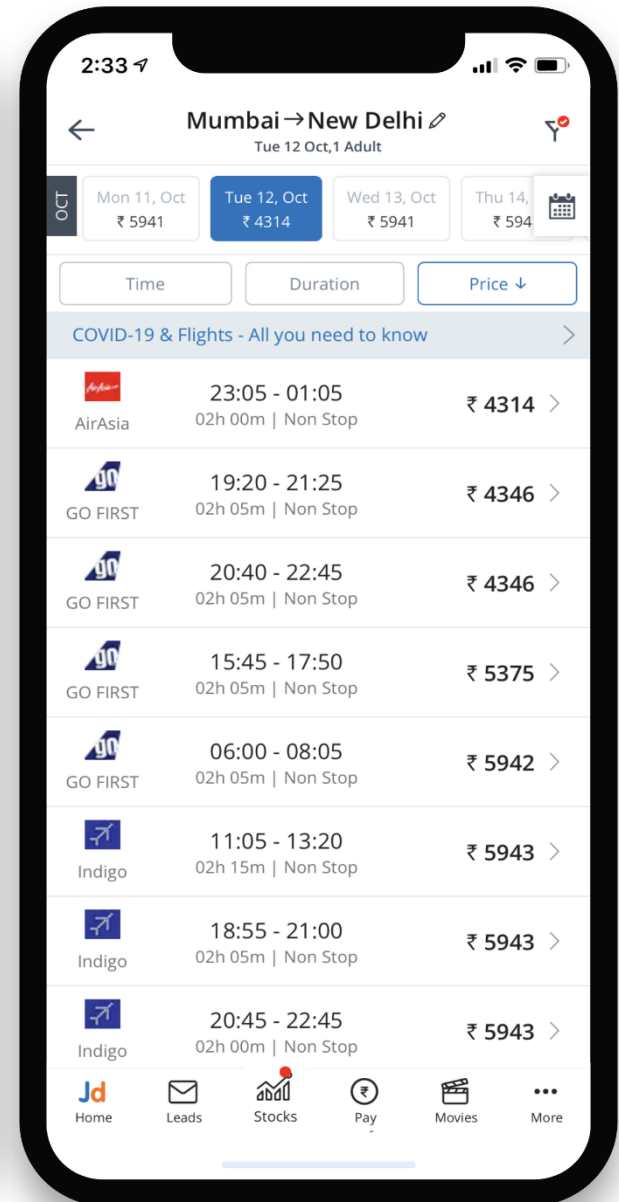 2:33
Mumbai→New Delhi
Tue 12 Oct,1 Adult
OCT
Mon 11, Oct
₹ 5941
Tue 12, Oct
₹ 4314
Wed 13, Oct
₹ 5941
Thu 14,
₹ 594
Time
Duration
Price ↓
COVID-19 & Flights - All you need to know
AirAsia
AirAsia
23:05 - 01:05
02h 00m | Non Stop
₹ 4314
go
GO FIRST
19:20 - 21:25
02h 05m | Non Stop
₹ 4346
go
GO FIRST
20:40 - 22:45
02h 05m | Non Stop
₹ 4346
go
GO FIRST
15:45 - 17:50
02h 05m | Non Stop
₹ 5375
go
GO FIRST
06:00 - 08:05
02h 05m | Non Stop
₹ 5942
Indigo
11:05 - 13:20
02h 15m | Non Stop
₹ 5943
Indigo
18:55 - 21:00
02h 05m | Non Stop
₹ 5943
Indigo
20:45 - 22:45
02h 00m | Non Stop
₹ 5943
Jd
Home
Leads
Stocks
₹
Pay
Movies
More